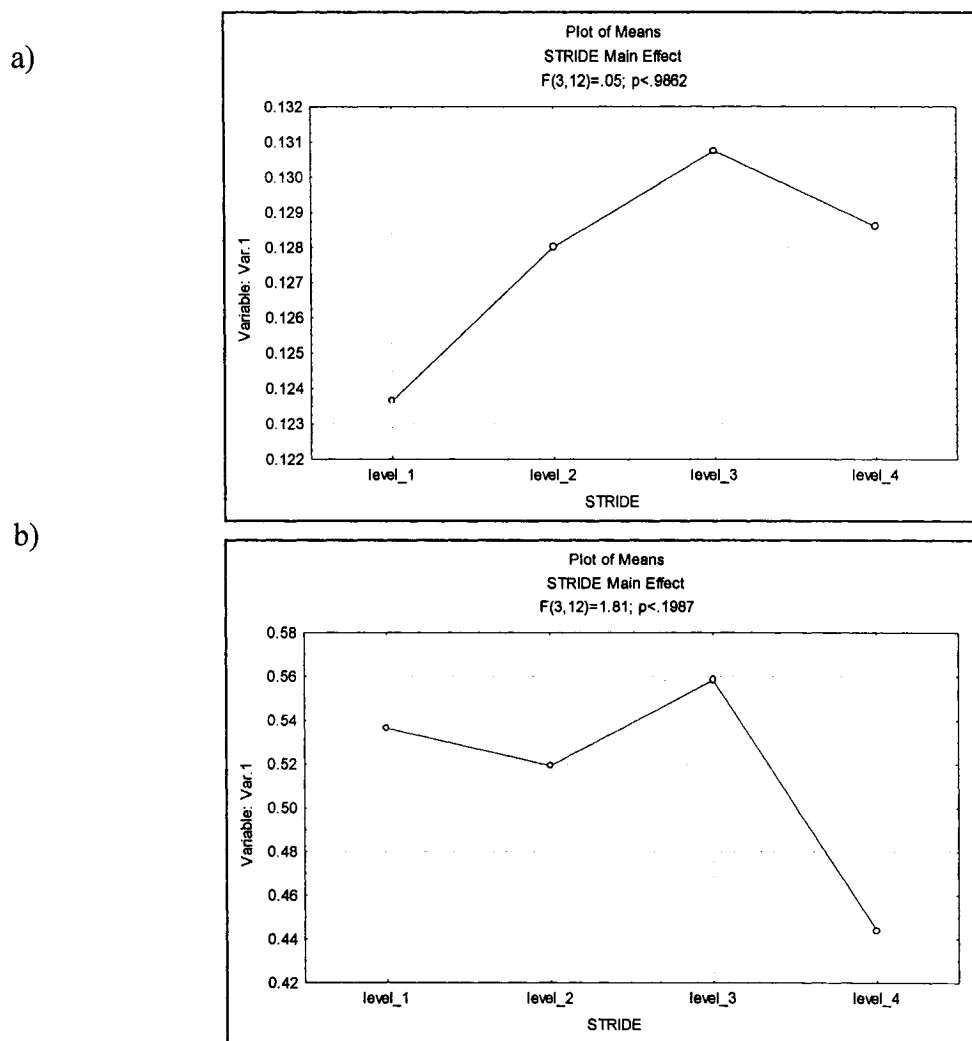 a)
Plot of Means
STRIDE Main Effect
F(3,12)=.05; p<.9862
0.132
0.131
0.130
0.129
0.128
0.127
0.126
0.125
0.124
0.123
0.122
Variable: Var.1
level_1 level_2 level_3 level_4
STRIDE
b)
Plot of Means
STRIDE Main Effect
F(3,12)=1.81; p<.1987
0.58
0.56
0.54
0.52
0.50
0.48
0.46
0.44
0.42
Variable: Var.1
level_1 level_2 level_3 level_4
STRIDE